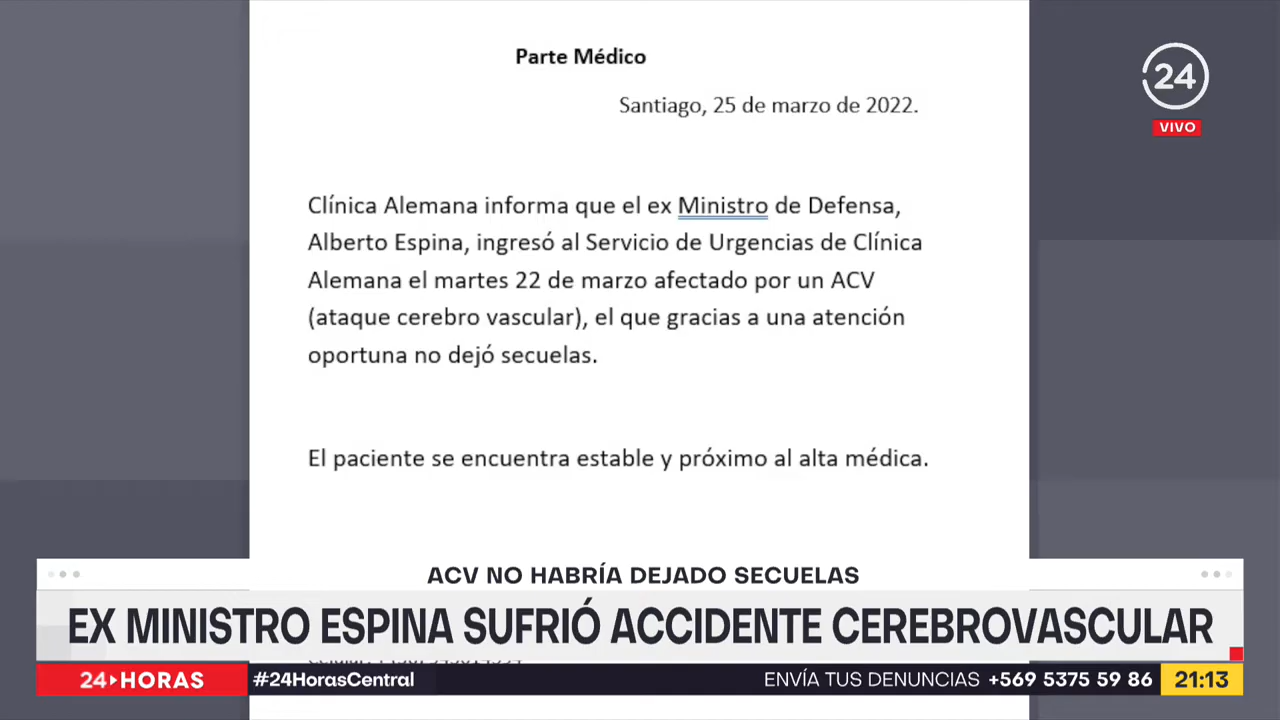 Parte Médico
24
Santiago, 25 de marzo de 2022.
VIVO
Clínica Alemana informa que el ex Ministro de Defensa,
Alberto Espina, ingresó al Servicio de Urgencias de Clínica
Alemana el martes 22 de marzo afectado por un ACV
(ataque cerebro vascular), el que gracias a una atención
oportuna no dejó secuelas.
El paciente se encuentra estable y próximo al alta médica.
ACV NO HABRÍA DEJADO SECUELAS
EX MINISTRO ESPINA SUFRIÓ ACCIDENTE CEREBROVASCULAR
24 HORAS #24HorasCentral ENVÍA TUS DENUNCIAS +569 5375 59 86 21:13